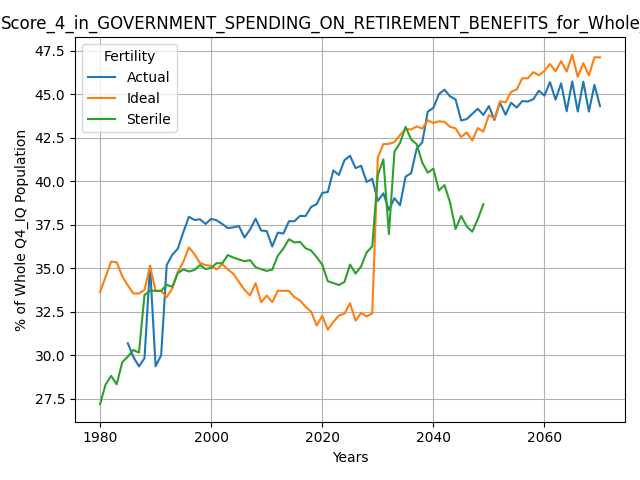 Score_4_in_GOVERNMENT_SPENDING_ON_RETIREMENT_BENEFITS_for_Whole
Fertility
Actual
Ideal
Sterile
% of Whole Q4_IQ Population
47.5
45.0
42.5
40.0
37.5
35.0
32.5
30.0
27.5
1980
2000
2020
2040
2060
Years